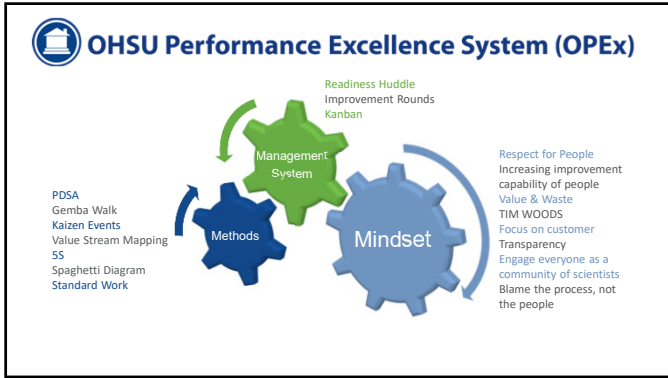 OHSU Performance Excellence System (OPEx)
Readiness Huddle
Improvement Rounds
Kanban
Management
System
PDSA
Gemba Walk
Kaizen Events
Value Stream Mapping
5S
Spaghetti Diagram
Standard Work
Methods
Mindset
Respect for People
Increasing improvement
capability of people
Value & Waste
TIM WOODS
Focus on customer
Transparency
Engage everyone as a
community of scientists
Blame the process, not
the people